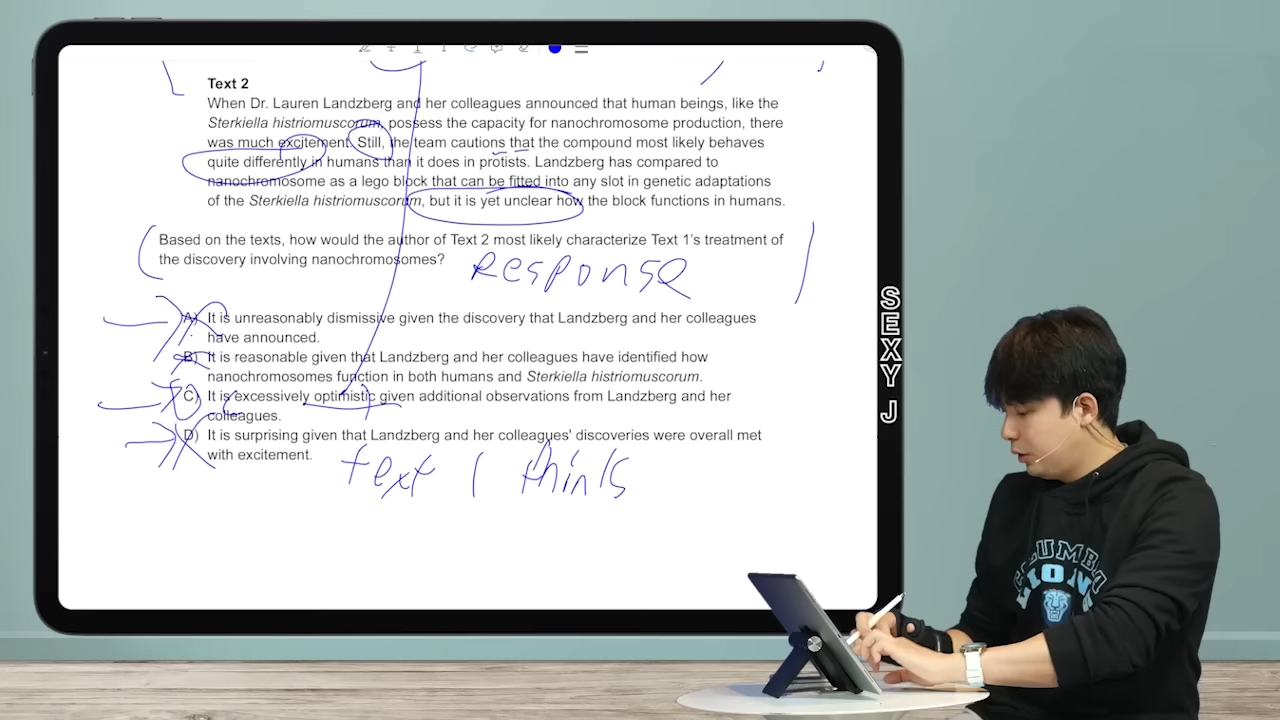 Text 2
When Dr. Lauren Landzberg and her colleagues announced that human beings, like the
Sterkiella histriomuscorum, possess the capacity for nanochromosome production, there
was much excitement. Still, the team cautions that the compound most likely behaves
quite differently in humans than it does in protists. Landzberg has compared to
nanochromosome as a lego block that can be fitted into any slot in genetic adaptations
of the Sterkiella histriomuscorum, but it is yet unclear how the block functions in humans.
Based on the texts, how would the author of Text 2 most likely characterize Text 1's treatment of
the discovery involving nanochromosomes?
Response
A) It is unreasonably dismissive given the discovery that Landzberg and her colleagues
have announced.
B) It is reasonable given that Landzberg and her colleagues have identified how
nanochromosomes function in both humans and Sterkiella histriomuscorum.
C) It is excessively optimistic given additional observations from Landzberg and her
colleagues.
D) It is surprising given that Landzberg and her colleagues' discoveries were overall met
with excitement.
text 1 thinks
SEXY J
COLUMBIA
LIONS